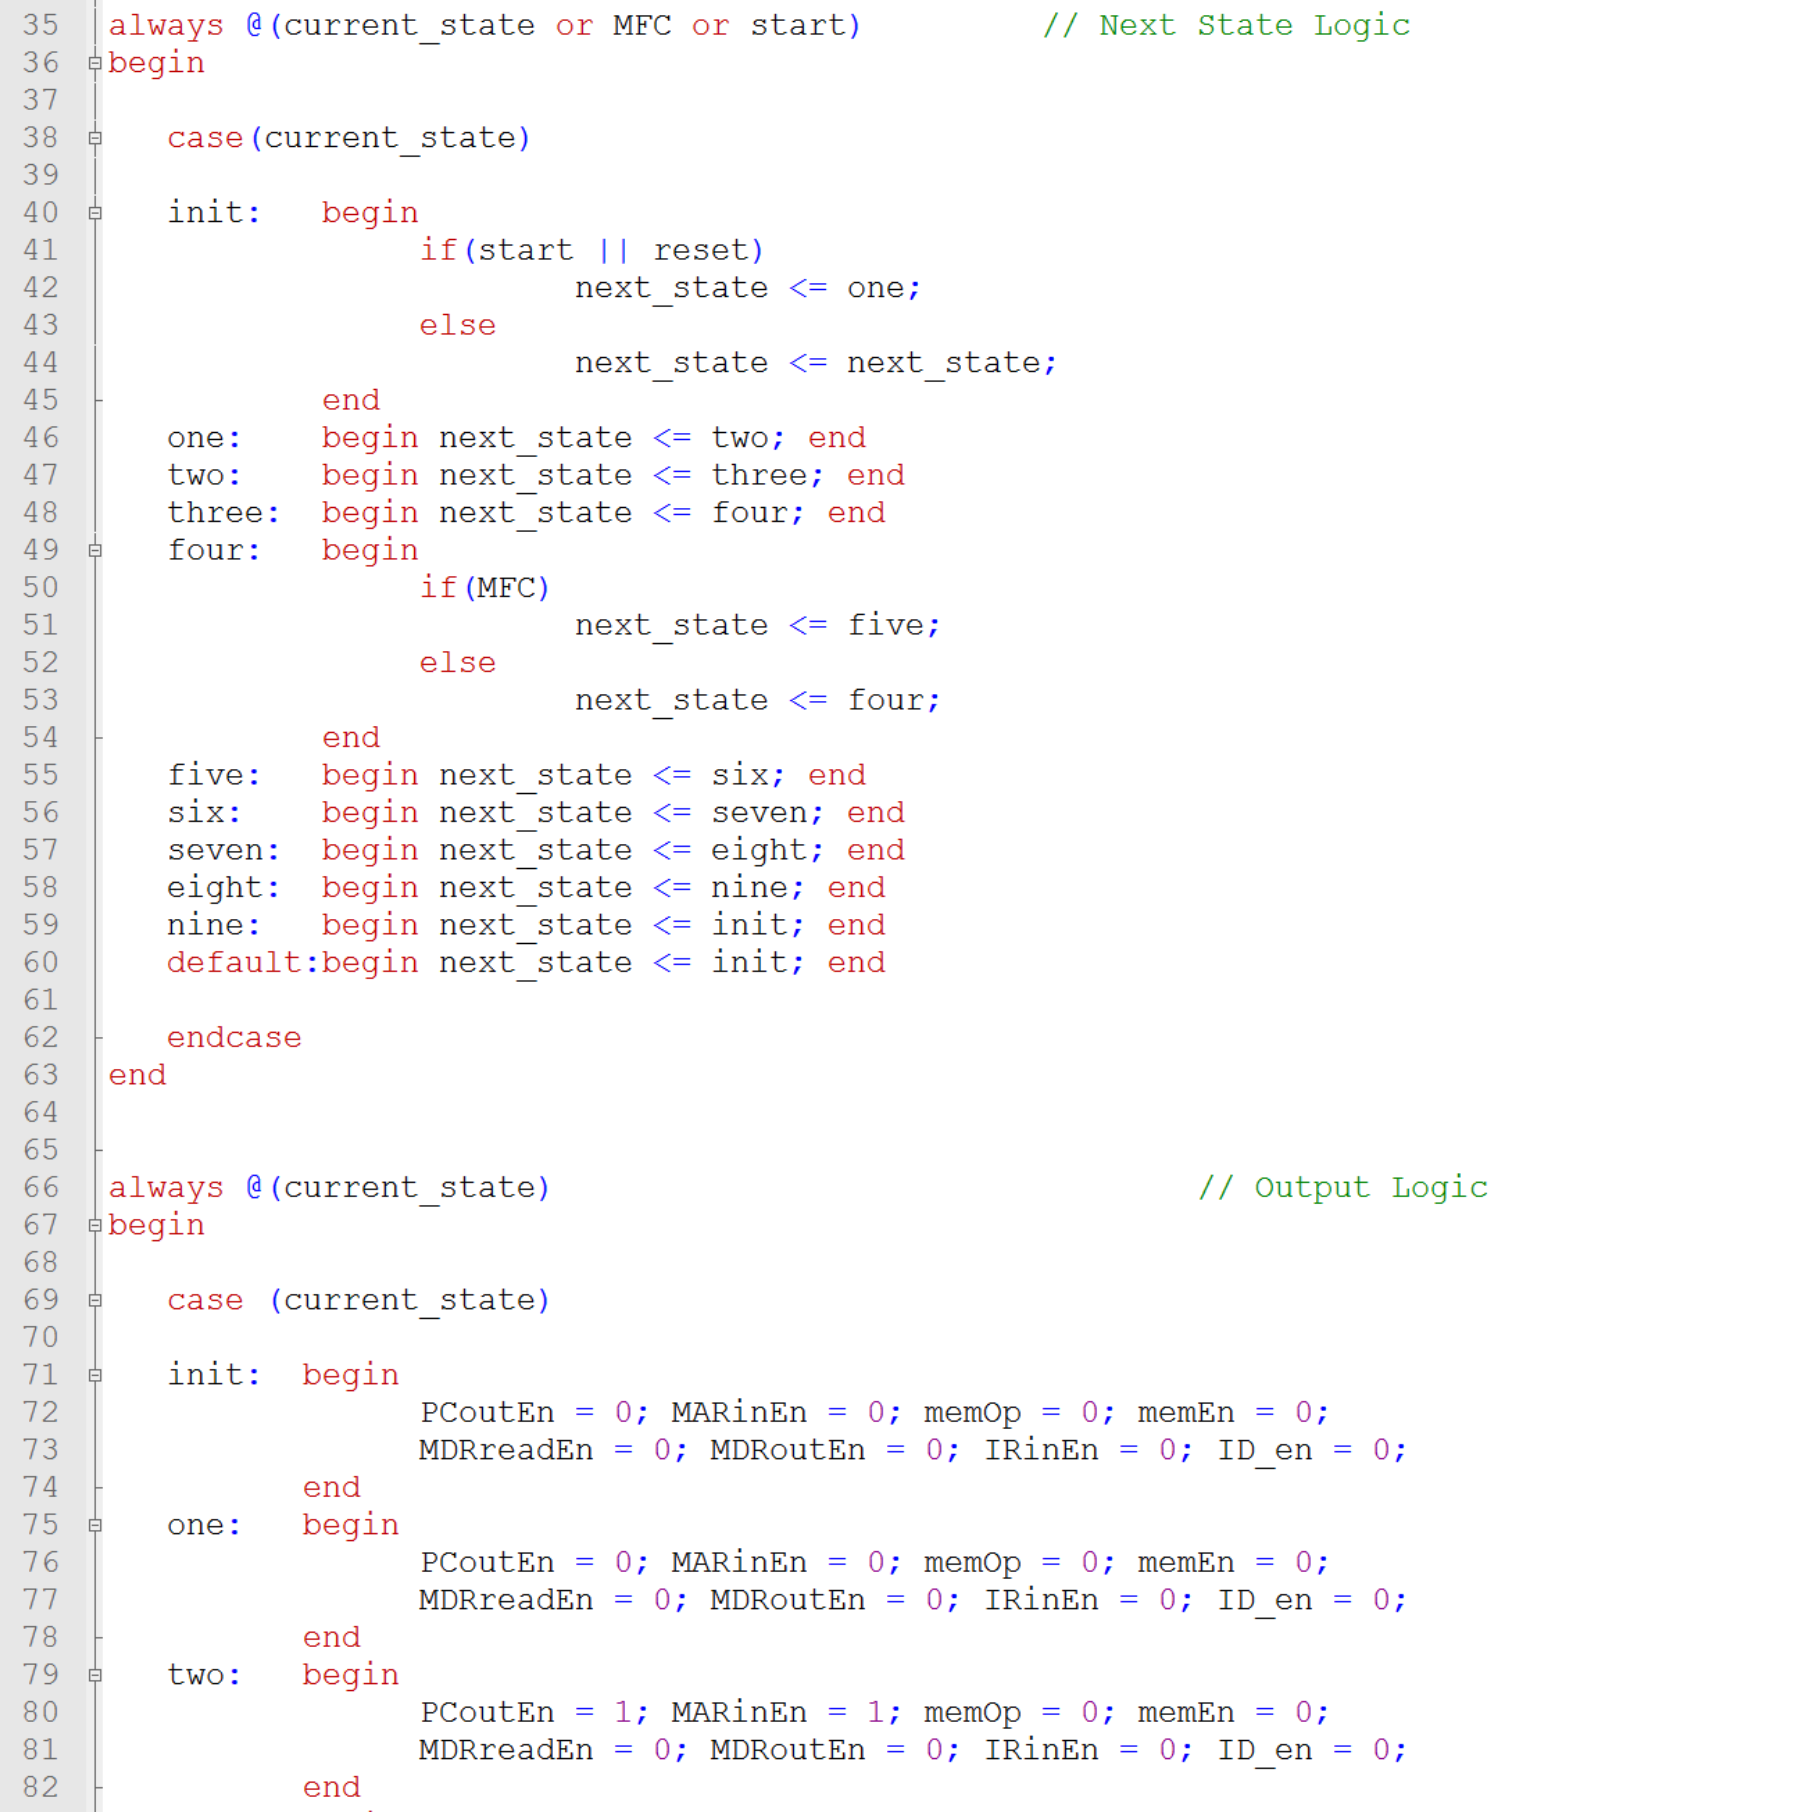 35 always @(current_state or MFC or start) // Next State Logic
36 begin
37
38 case(current_state)
39
40 init: begin
41 if(start || reset)
42 next_state <= one;
43 else
44 next_state <= next_state;
45 end
46 one: begin next_state <= two; end
47 two: begin next_state <= three; end
48 three: begin next_state <= four; end
49 four: begin
50 if(MFC)
51 next_state <= five;
52 else
53 next_state <= four;
54 end
55 five: begin next_state <= six; end
56 six: begin next_state <= seven; end
57 seven: begin next_state <= eight; end
58 eight: begin next_state <= nine; end
59 nine: begin next_state <= init; end
60 default:begin next_state <= init; end
61
62 endcase
63 end
64
65
66 always @(current_state) // Output Logic
67 begin
68
69 case (current_state)
70
71 init: begin
72 PCoutEn = 0; MARinEn = 0; memOp = 0; memEn = 0;
73 MDRreadEn = 0; MDRoutEn = 0; IRinEn = 0; ID_en = 0;
74 end
75 one: begin
76 PCoutEn = 0; MARinEn = 0; memOp = 0; memEn = 0;
77 MDRreadEn = 0; MDRoutEn = 0; IRinEn = 0; ID_en = 0;
78 end
79 two: begin
80 PCoutEn = 1; MARinEn = 1; memOp = 0; memEn = 0;
81 MDRreadEn = 0; MDRoutEn = 0; IRinEn = 0; ID_en = 0;
82 end